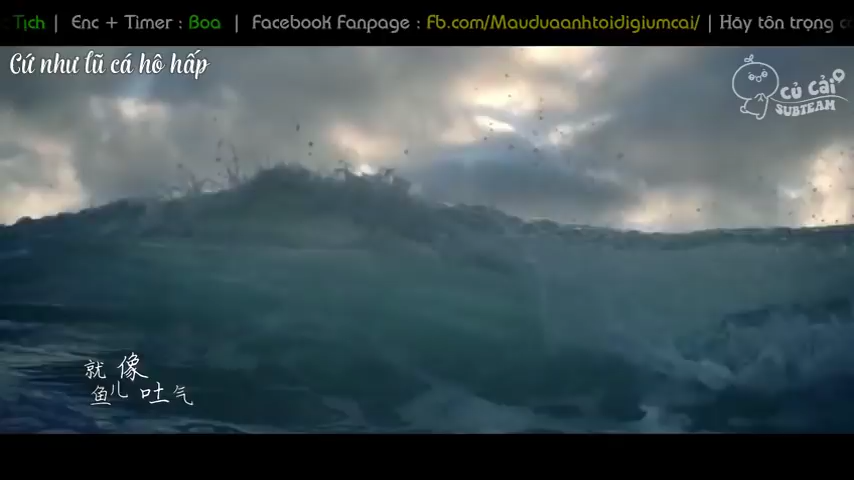 Tịch | Enc + Timer : Boa | Facebook Fanpage : Fb.com/Mauduaanhtoidigiumcai/ | Hãy tôn trọng
Cứ như lũ cá hô hấp
củ cải
SUBTEAM
就像
鱼儿吐气